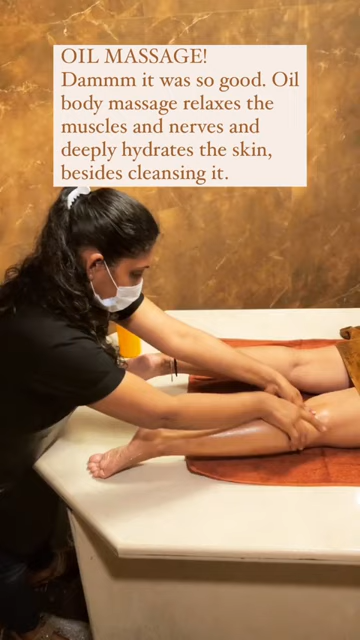 OIL MASSAGE!
Dammm it was so good. Oil
body massage relaxes the
muscles and nerves and
deeply hydrates the skin,
besides cleansing it.